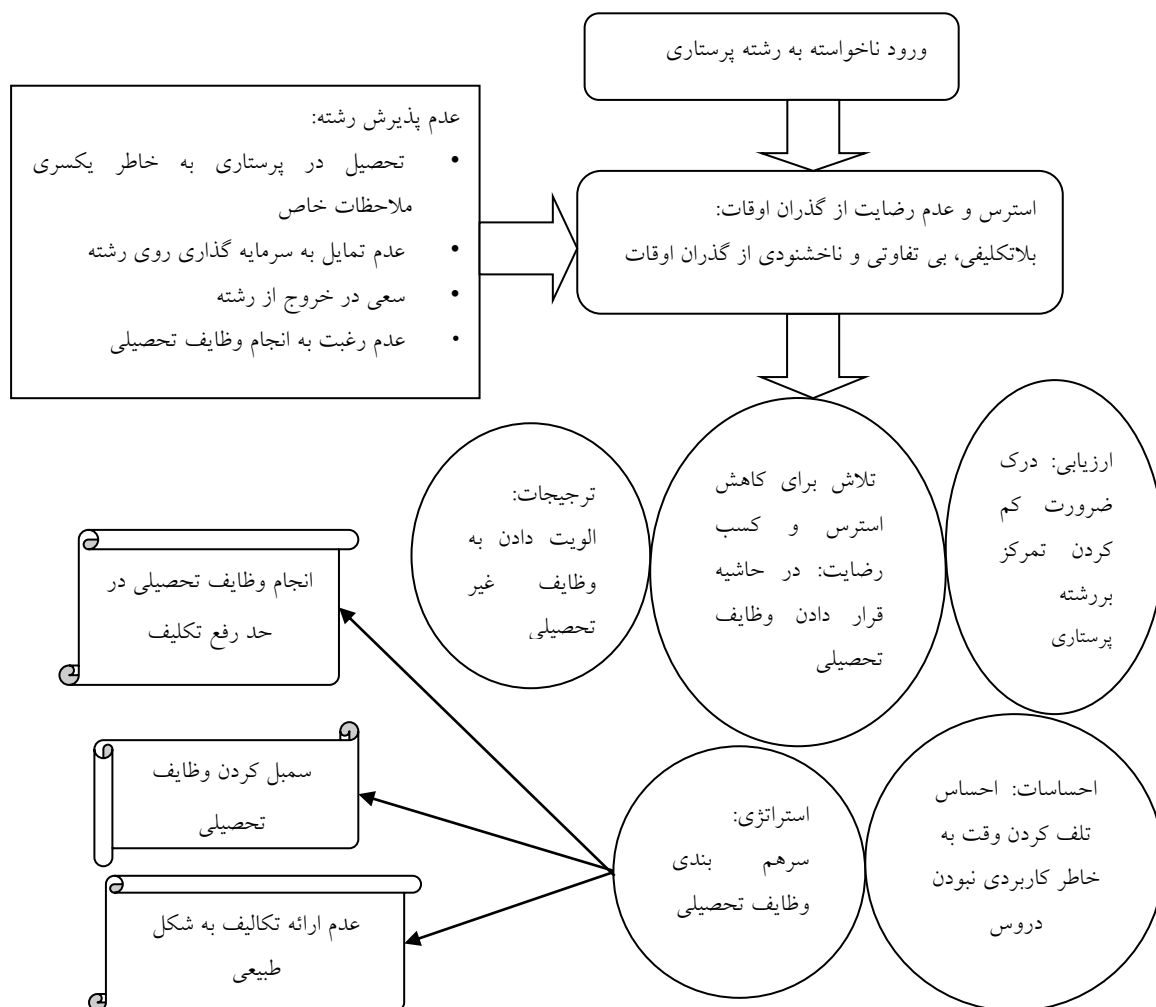 ورود ناخواسته به رشته پرستاری
عدم پذیرش رشته:
• تحصیل در پرستاری به خاطر یکسری
ملاحظات خاص
• عدم تمایل به سرمایه گذاری روی رشته
• سعی در خروج از رشته
• عدم رغبت به انجام وظایف تحصیلی
استرس و عدم رضایت از گذران اوقات:
بلاتکلیفی، بی تفاوتی و ناخشنودی از گذران اوقات
ارزیابی: درک
ضرورت کم
کردن تمرکز
بررشته
پرستاری
تلاش برای کاهش
استرس و کسب
رضایت: در حاشیه
قرار دادن وظایف
تحصیلی
ترجیجات:
الویت دادن به
وظایف غیر
تحصیلی
احساسات: احساس
تلف کردن وقت به
خاطر کاربردی نبودن
دروس
استراتژی:
سرهم بندی
وظایف تحصیلی
انجام وظایف تحصیلی در
حد رفع تکلیف
سمبل کردن وظایف
تحصیلی
عدم ارائه تکالیف به شکل
طبیعی